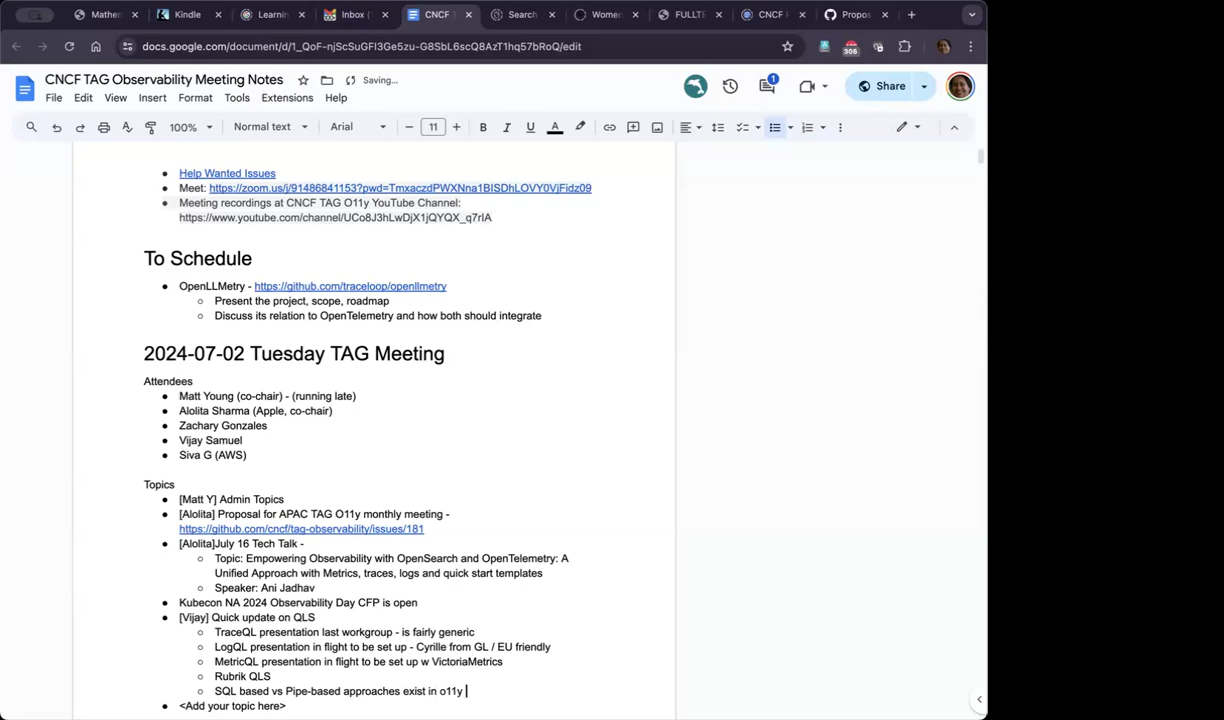 Mather
Kindle
Learnin
Inbox (
CNCF T
Search
Women
FULLTE
CNCF F
Propos
docs.google.com/document/d/1_QoF-njScSuGFI3Ge5zu-G8SbL6scQ8AzT1hq57bRoQ/edit
306
CNCF TAG Observability Meeting Notes
Saving...
File Edit View Insert Format Tools Extensions Help
1
Share
100%
Normal text
Arial
11
B I U A
Help Wanted Issues
Meet: https://zoom.us/j/91486841153?pwd=TmxaczdPWXNna1BISDhLOVY0VjFidz09
Meeting recordings at CNCF TAG O11y YouTube Channel:
https://www.youtube.com/channel/UCo8J3hLwDjX1jQYQX_q7rIA
To Schedule
OpenLLMetry - https://github.com/traceloop/openllmetry
Present the project, scope, roadmap
Discuss its relation to OpenTelemetry and how both should integrate
2024-07-02 Tuesday TAG Meeting
Attendees
Matt Young (co-chair) - (running late)
Alolita Sharma (Apple, co-chair)
Zachary Gonzales
Vijay Samuel
Siva G (AWS)
Topics
[Matt Y] Admin Topics
[Alolita] Proposal for APAC TAG O11y monthly meeting -
https://github.com/cncf/tag-observability/issues/181
[Alolita]July 16 Tech Talk -
Topic: Empowering Observability with OpenSearch and OpenTelemetry: A
Unified Approach with Metrics, traces, logs and quick start templates
Speaker: Ani Jadhav
Kubecon NA 2024 Observability Day CFP is open
[Vijay] Quick update on QLS
TraceQL presentation last workgroup - is fairly generic
LogQL presentation in flight to be set up - Cyrille from GL / EU friendly
MetricQL presentation in flight to be set up w VictoriaMetrics
Rubrik QLS
SQL based vs Pipe-based approaches exist in o11y
<Add your topic here>